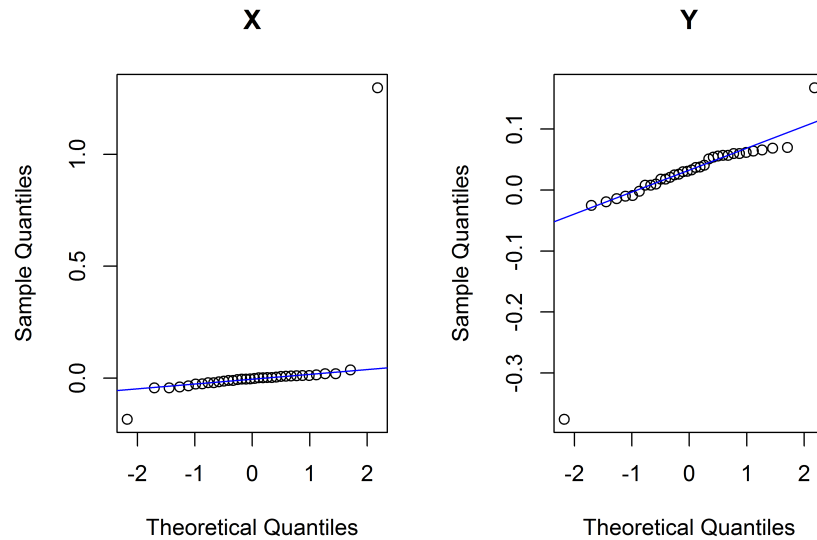 X
Sample Quantiles
1.0
0.5
0.0
-2 -1 0 1 2
Theoretical Quantiles
Y
Sample Quantiles
0.1
0.0
-0.1
-0.2
-0.3
-2 -1 0 1 2
Theoretical Quantiles